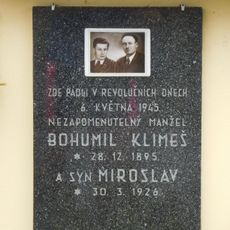 ZDE PADLI V REVOLUČNÍCH DNECH
6. KVĚTNA 1945
NEZAPOMENUTELNÝ MANŽEL
BOHUMIL KLIMEŠ
* 28. 12. 1895
A SYN MIROSLAV
* 30. 3. 1926